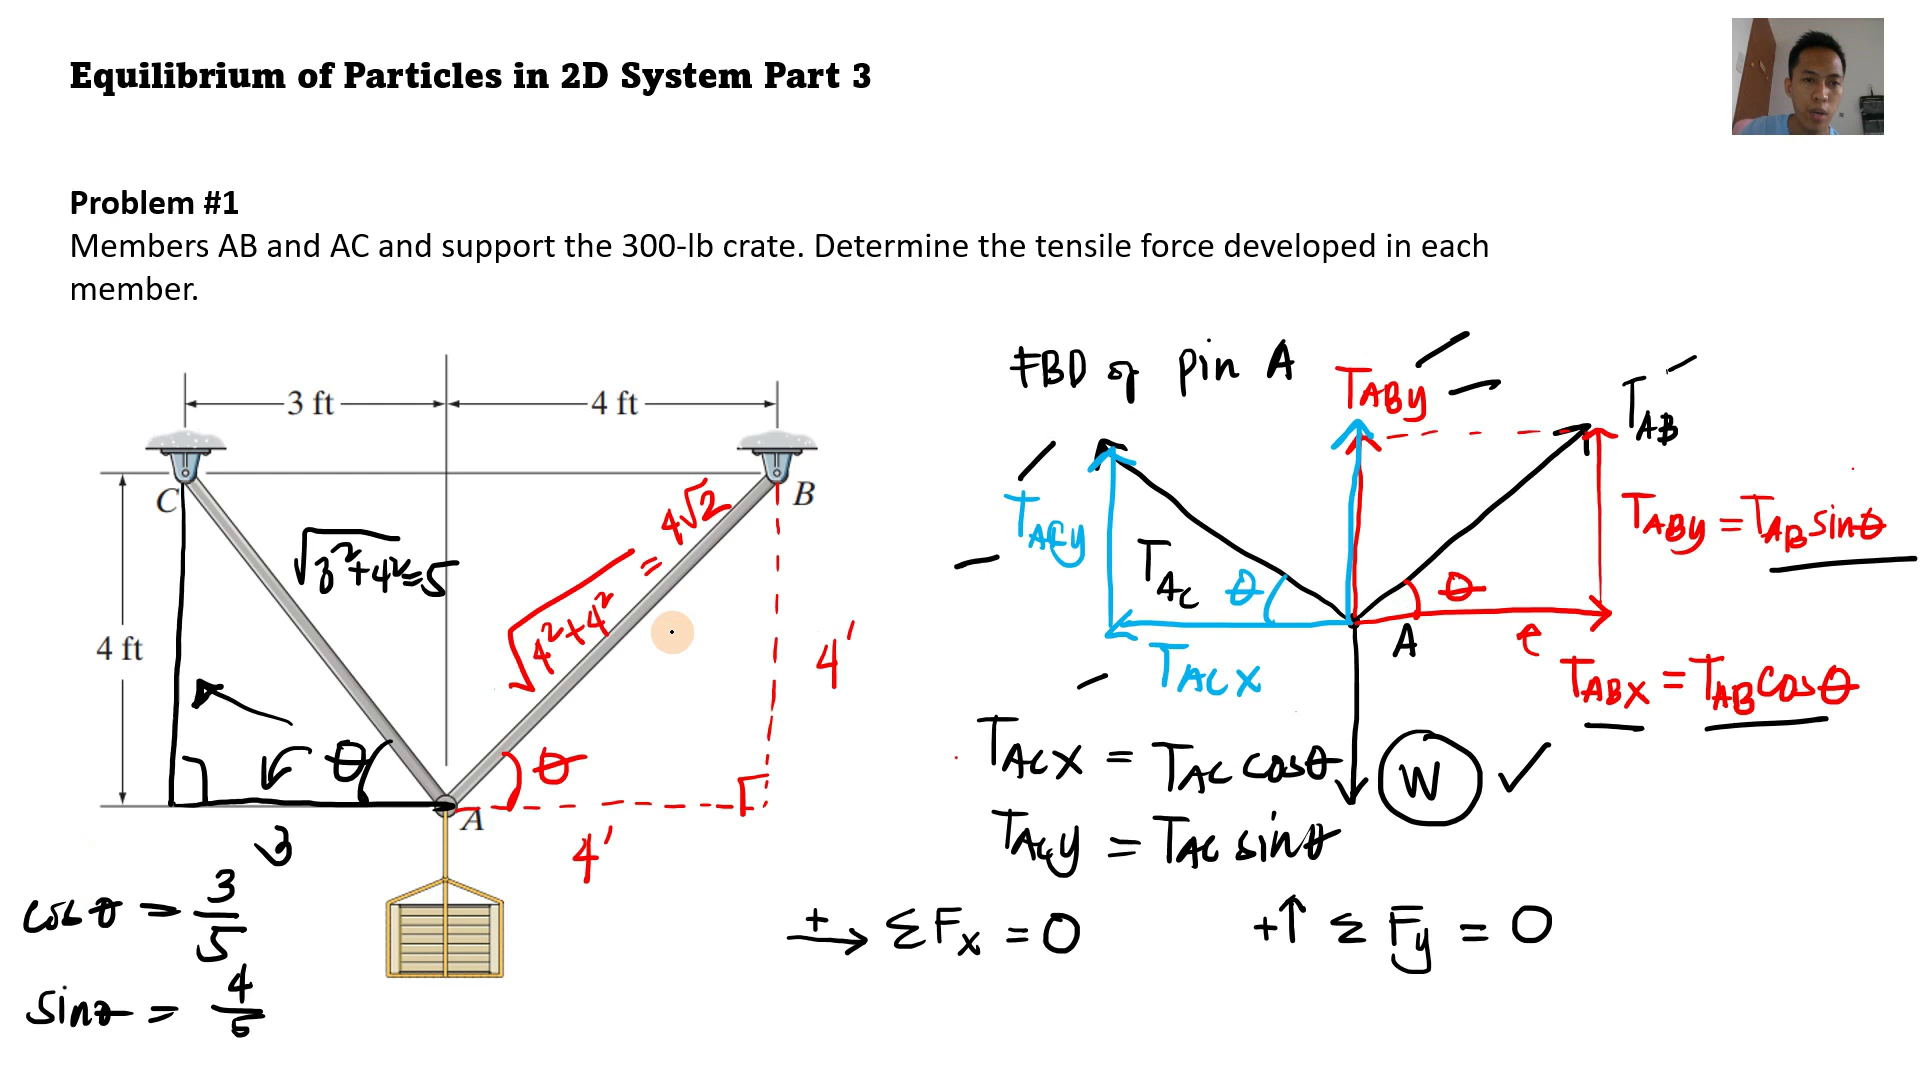 Equilibrium of Particles in 2D System Part 3
Problem #1
Members AB and AC and support the 300-lb crate. Determine the tensile force developed in each
member.
3 ft
4 ft
C
B
4 ft
√3²+4² = 5
√4²+4² = 4√2
θ
θ
A
3
4'
4'
cosθ = 3/5
sinθ = 4/5
FBD of pin A
TABy
TAB
TACy
TAC
θ
θ
A
TACX
TABy = TAB sinθ
TABX = TAB cosθ
W
TACX = TAC cosθ
TACy = TAC sinθ
+→ ΣFx = 0
+↑ ΣFy = 0